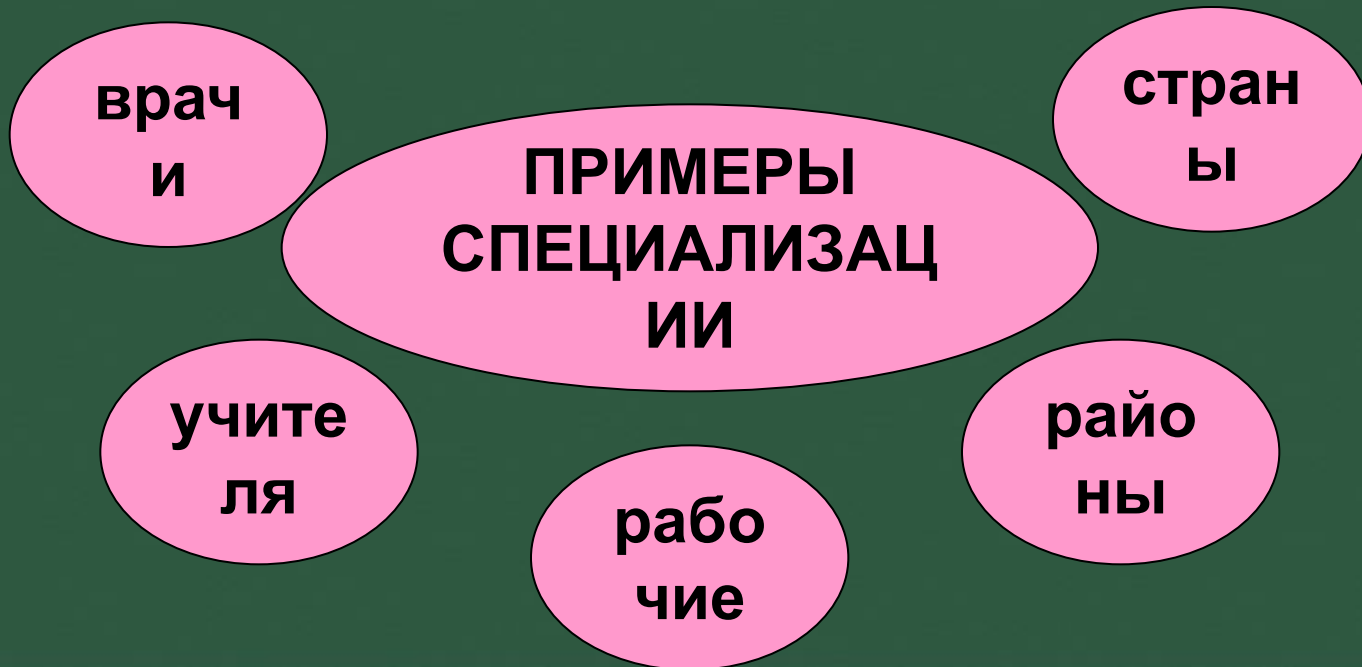 врач
и
стран
ы
ПРИМЕРЫ
СПЕЦИАЛИЗАЦ
ИИ
учите
ля
райо
ны
рабо
чие